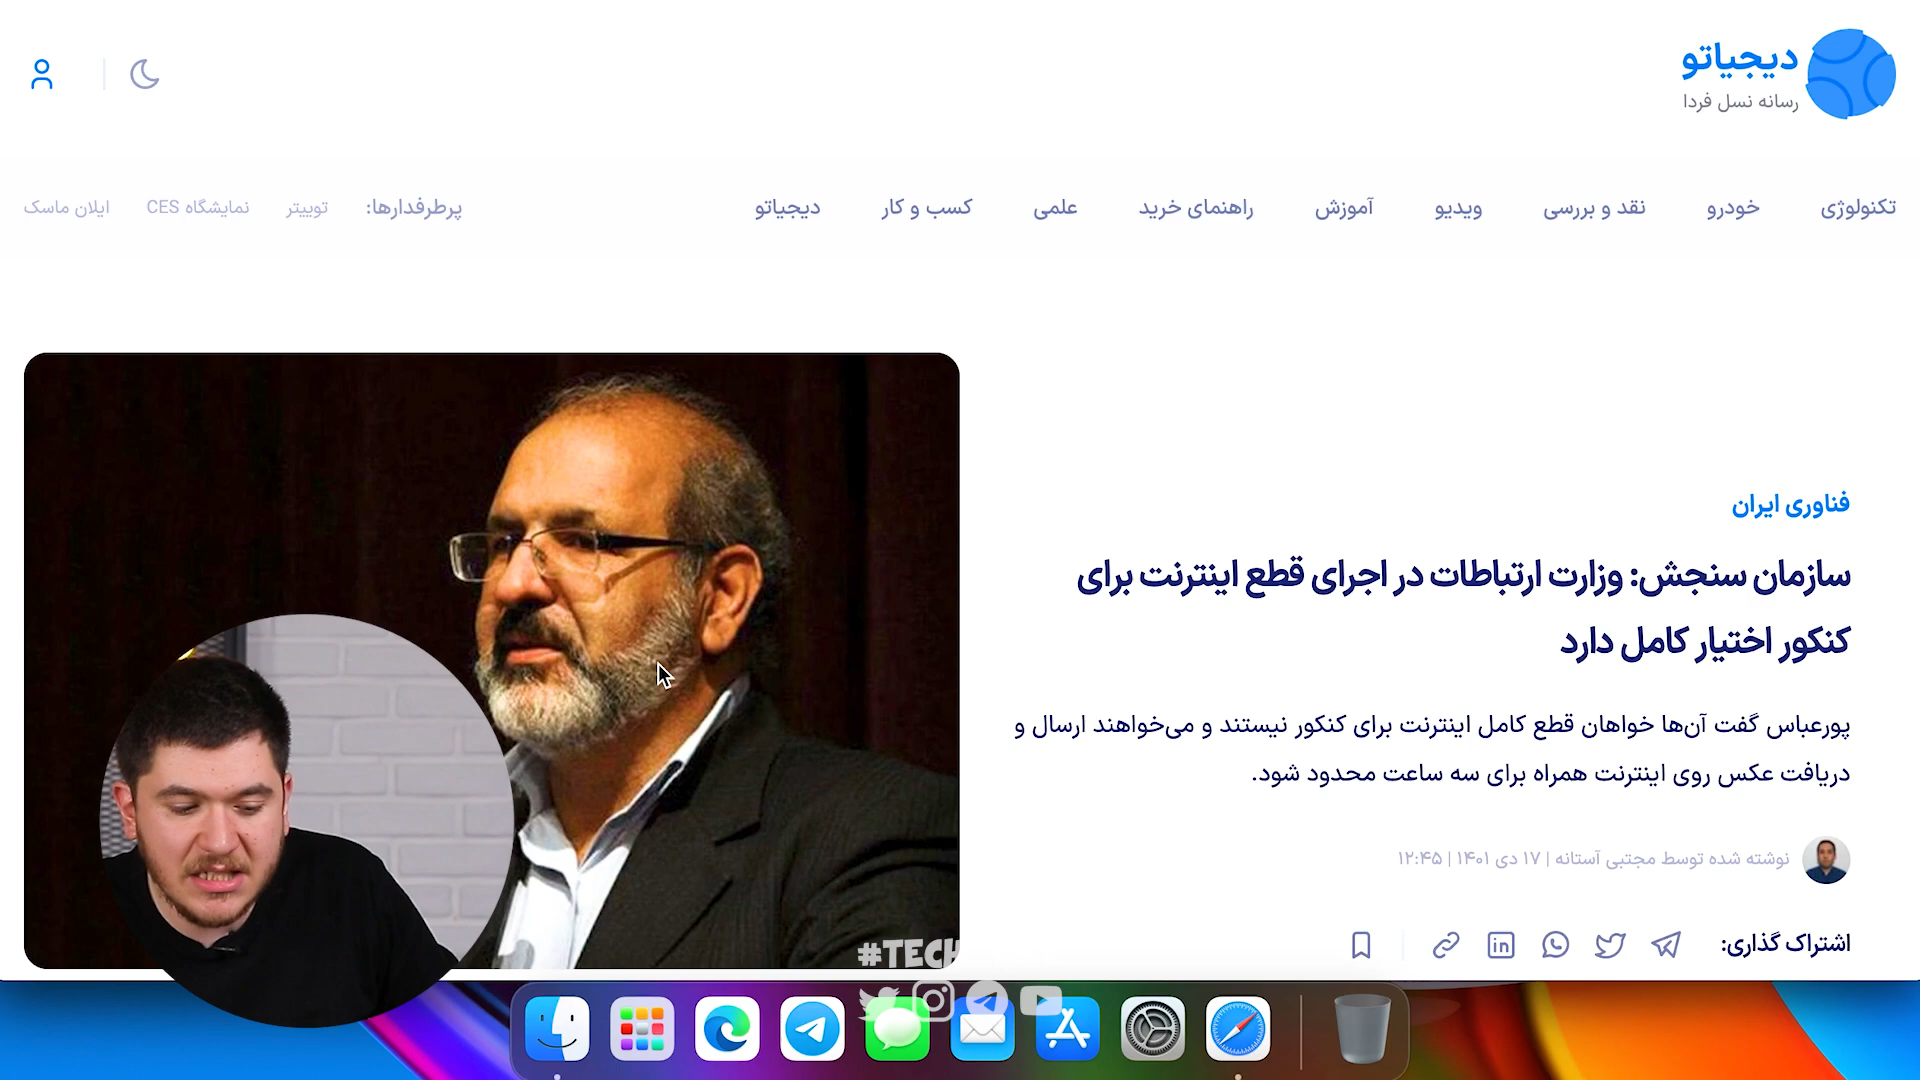 دیجیاتو
رسانه نسل فردا
تکنولوژی خودرو نقد و بررسی ویدیو آموزش راهنمای خرید علمی کسب و کار دیجیاتو پرطرفدارها: توییتر نمایشگاه CES ایلان ماسک
فناوری ایران
سازمان سنجش: وزارت ارتباطات در اجرای قطع اینترنت برای
کنکور اختیار کامل دارد
پورعباس گفت آن‌ها خواهان قطع کامل اینترنت برای کنکور نیستند و می‌خواهند ارسال و
دریافت عکس روی اینترنت همراه برای سه ساعت محدود شود.
نوشته شده توسط مجتبی آستانه | ۱۷ دی ۱۴۰۱ | ۱۲:۴۵
اشتراک گذاری:
#TECH